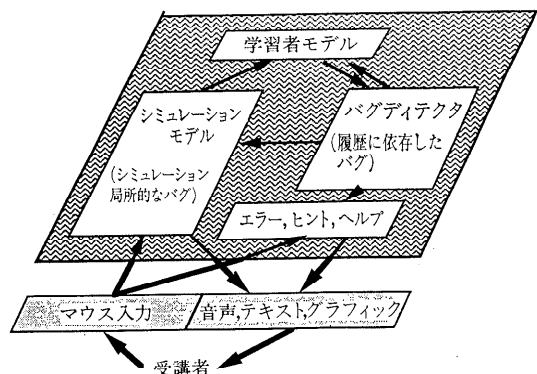 学習者モデル
シミュレーション
モデル
(シミュレーション
局所的なバグ)
バグディテクタ
(履歴に依存した
バグ)
エラー,ヒント,ヘルプ
マウス入力
音声,テキスト,グラフィック
受講者